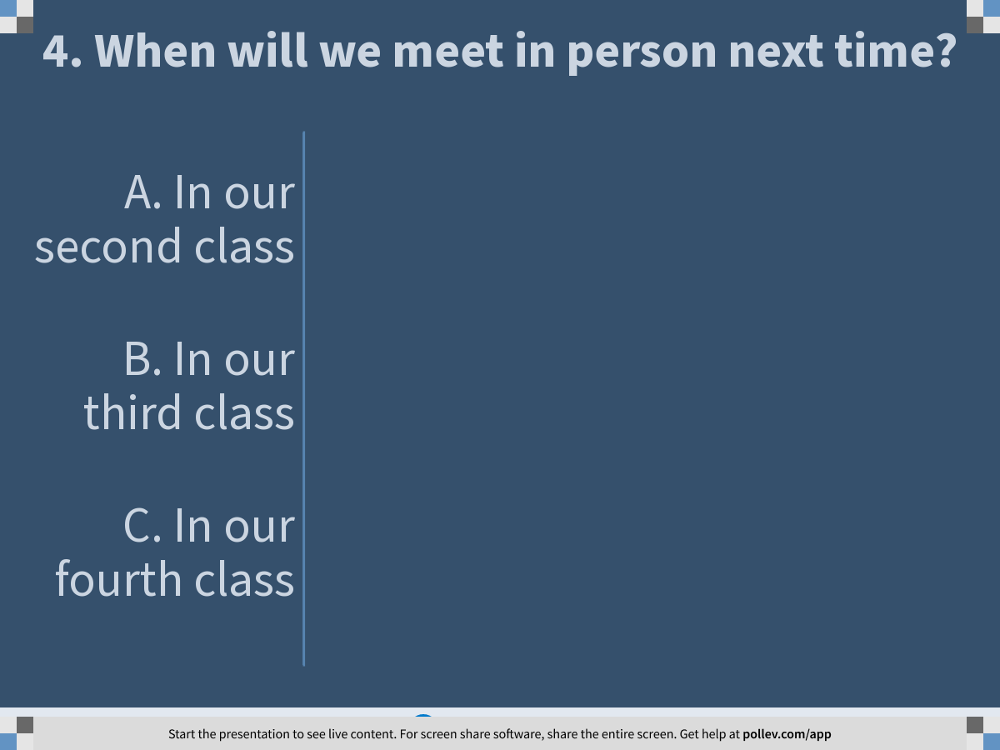 4. When will we meet in person next time?
A. In our
second class
B. In our
third class
C. In our
fourth class
Start the presentation to see live content. For screen share software, share the entire screen. Get help at pollev.com/app